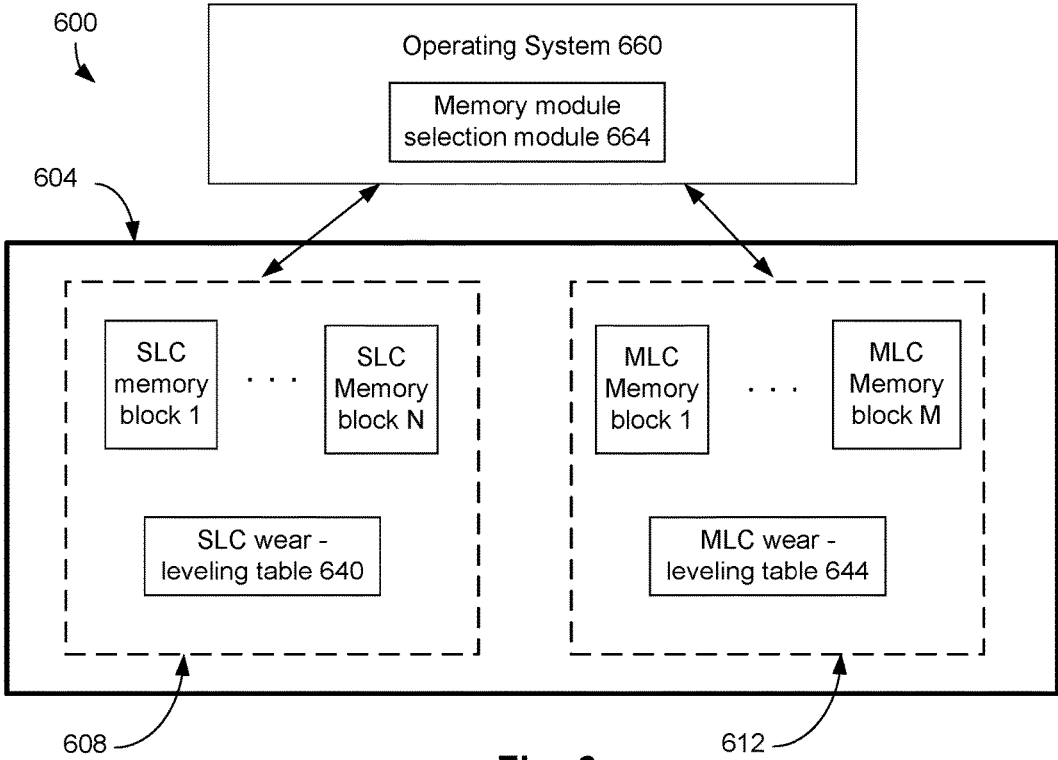 600
Operating System 660
Memory module
selection module 664
604
SLC
memory
block 1
. . .
SLC
Memory
block N
MLC
Memory
block 1
. . .
MLC
Memory
block M
SLC wear -
leveling table 640
MLC wear -
leveling table 644
608
612